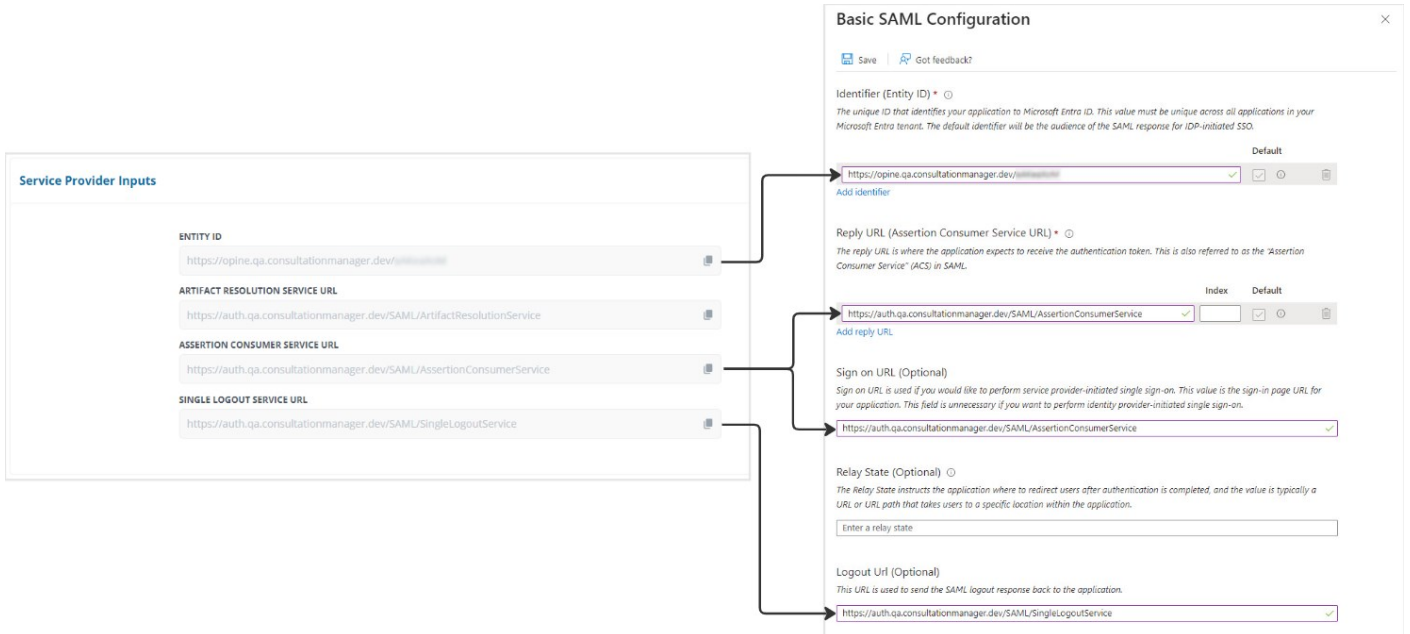 Service Provider Inputs
ENTITY ID
https://opine.qa.consultationmanager.dev/
ARTIFACT RESOLUTION SERVICE URL
https://auth.qa.consultationmanager.dev/SAML/ArtifactResolutionService
ASSERTION CONSUMER SERVICE URL
https://auth.qa.consultationmanager.dev/SAML/AssertionConsumerService
SINGLE LOGOUT SERVICE URL
https://auth.qa.consultationmanager.dev/SAML/SingleLogoutService
Basic SAML Configuration
Save
Got feedback?
Identifier (Entity ID) *
The unique ID that identifies your application to Microsoft Entra ID. This value must be unique across all applications in your
Microsoft Entra tenant. The default identifier will be the audience of the SAML response for IDP-initiated SSO.
Default
https://opine.qa.consultationmanager.dev/
Add identifier
Reply URL (Assertion Consumer Service URL) *
The reply URL is where the application expects to receive the authentication token. This is also referred to as the "Assertion
Consumer Service" (ACS) in SAML.
Index Default
https://auth.qa.consultationmanager.dev/SAML/AssertionConsumerService
Add reply URL
Sign on URL (Optional)
Sign on URL is used if you would like to perform service provider-initiated single sign-on. This value is the sign-in page URL for
your application. This field is unnecessary if you want to perform identity provider-initiated single sign-on.
https://auth.qa.consultationmanager.dev/SAML/AssertionConsumerService
Relay State (Optional)
The Relay State instructs the application where to redirect users after authentication is completed, and the value is typically a
URL or URL path that takes users to a specific location within the application.
Enter a relay state
Logout Url (Optional)
This URL is used to send the SAML logout response back to the application.
https://auth.qa.consultationmanager.dev/SAML/SingleLogoutService